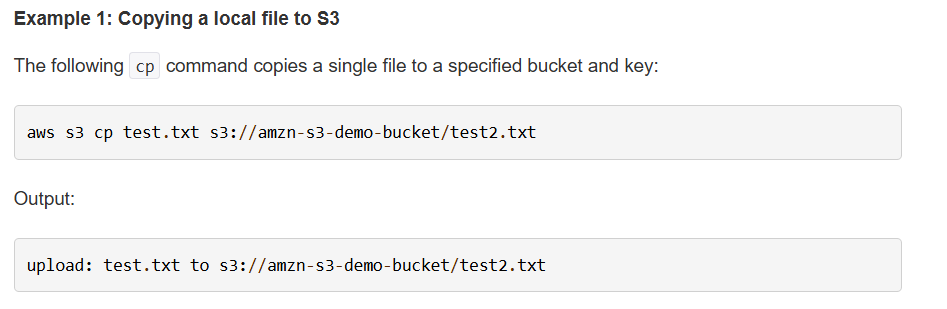 Example 1: Copying a local file to S3
The following cp command copies a single file to a specified bucket and key:
aws s3 cp test.txt s3://amzn-s3-demo-bucket/test2.txt
Output:
upload: test.txt to s3://amzn-s3-demo-bucket/test2.txt